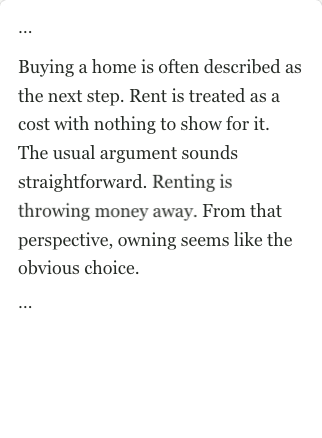 ...
Buying a home is often described as
the next step. Rent is treated as a
cost with nothing to show for it.
The usual argument sounds
straightforward. Renting is
throwing money away. From that
perspective, owning seems like the
obvious choice.
...